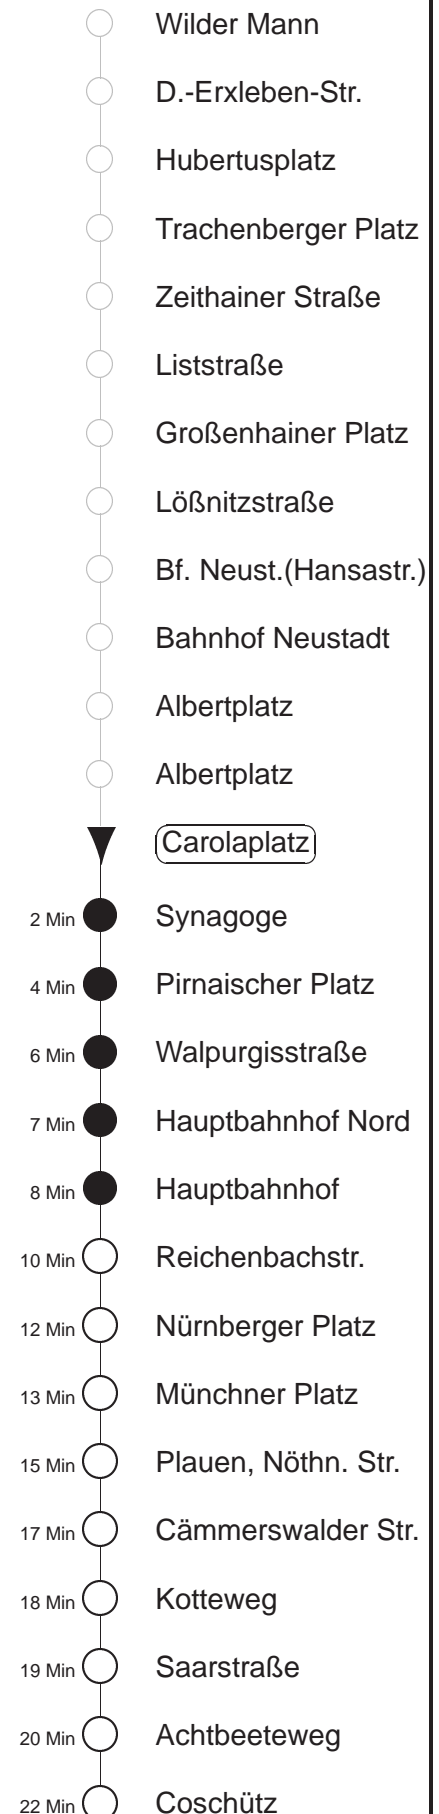 Wilder Mann
D.-Erxleben-Str.
Hubertusplatz
Trachenberger Platz
Zeithainer Straße
Liststraße
Großenhainer Platz
Lößnitzstraße
Bf. Neust.(Hansastr.)
Bahnhof Neustadt
Albertplatz
Albertplatz
Carolaplatz
2 Min Synagoge
4 Min Pirnaischer Platz
6 Min Walpurgisstraße
7 Min Hauptbahnhof Nord
8 Min Hauptbahnhof
10 Min Reichenbachstr.
12 Min Nürnberger Platz
13 Min Münchner Platz
15 Min Plauen, Nöthn. Str.
17 Min Cämmerswalder Str.
18 Min Kotteweg
19 Min Saarstraße
20 Min Achtbeeteweg
22 Min Coschütz